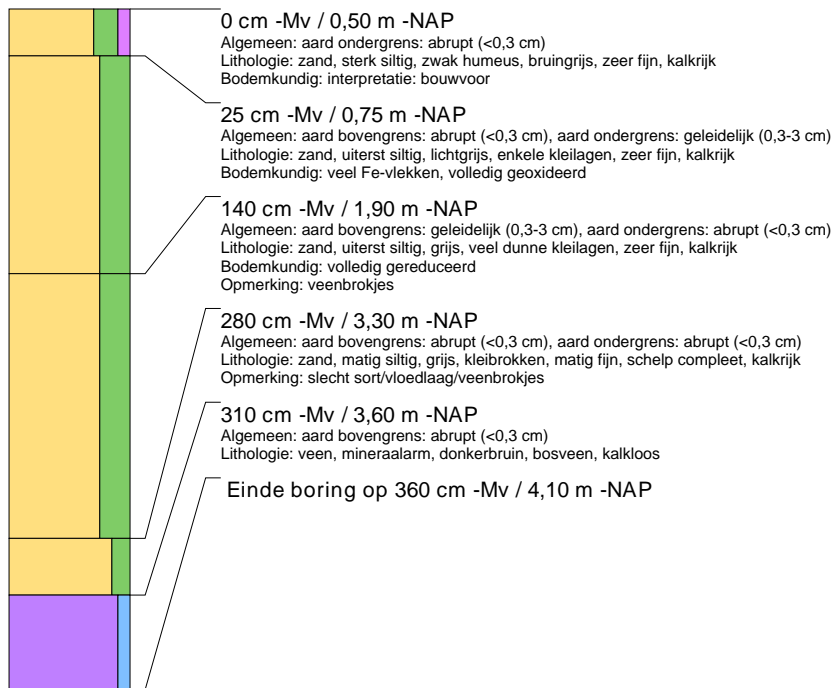 0 cm -Mv / 0,50 m -NAP
Algemeen: aard ondergrens: abrupt (<0,3 cm)
Lithologie: zand, sterk siltig, zwak humeus, bruingrijs, zeer fijn, kalkrijk
Bodemkundig: interpretatie: bouwvoor
25 cm -Mv / 0,75 m -NAP
Algemeen: aard bovengrens: abrupt (<0,3 cm), aard ondergrens: geleidelijk (0,3-3 cm)
Lithologie: zand, uiterst siltig, lichtgrijs, enkele kleilagen, zeer fijn, kalkrijk
Bodemkundig: veel Fe-vlekken, volledig geoxideerd
140 cm -Mv / 1,90 m -NAP
Algemeen: aard bovengrens: geleidelijk (0,3-3 cm), aard ondergrens: abrupt (<0,3 cm)
Lithologie: zand, uiterst siltig, grijs, veel dunne kleilagen, zeer fijn, kalkrijk
Bodemkundig: volledig gereduceerd
Opmerking: veenbrokjes
280 cm -Mv / 3,30 m -NAP
Algemeen: aard bovengrens: abrupt (<0,3 cm), aard ondergrens: abrupt (<0,3 cm)
Lithologie: zand, matig siltig, grijs, kleibrokken, matig fijn, schelp compleet, kalkrijk
Opmerking: slecht sort/vloedlaag/veenbrokjes
310 cm -Mv / 3,60 m -NAP
Algemeen: aard bovengrens: abrupt (<0,3 cm)
Lithologie: veen, mineraalarm, donkerbruin, bosveen, kalkloos
Einde boring op 360 cm -Mv / 4,10 m -NAP